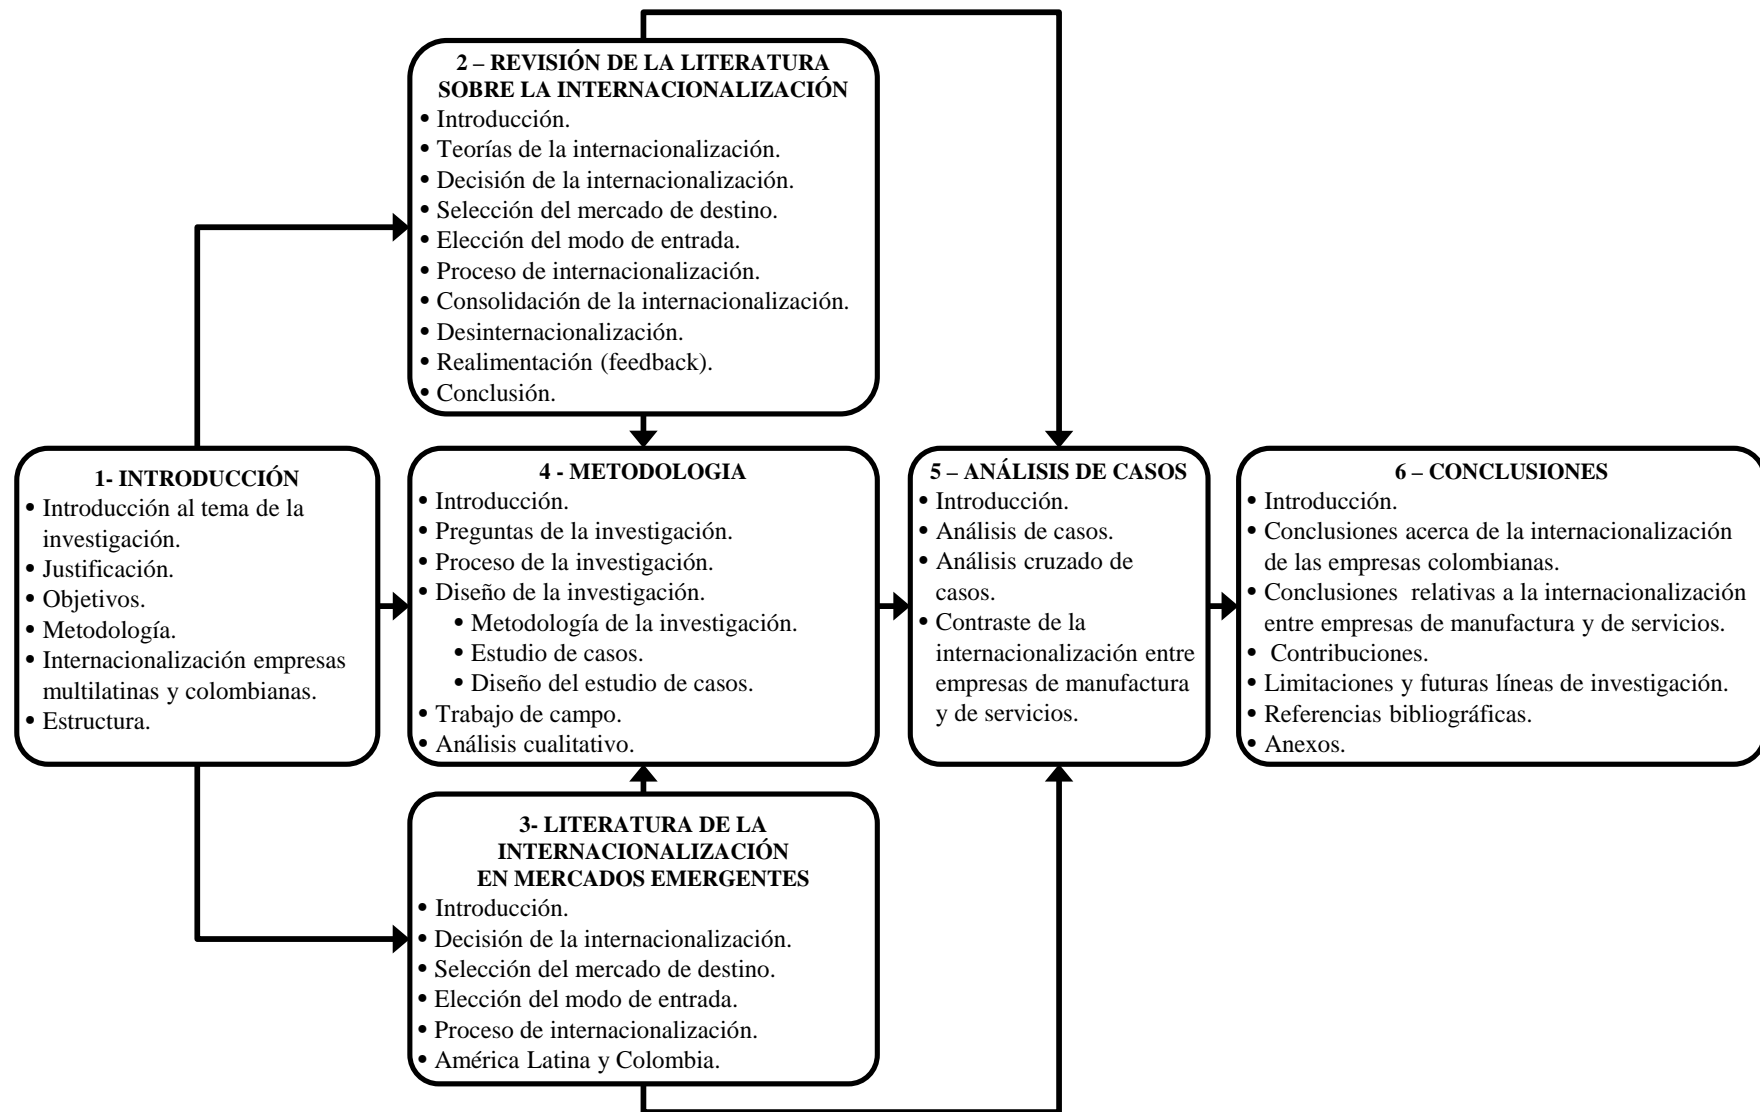 2 – REVISIÓN DE LA LITERATURA
SOBRE LA INTERNACIONALIZACIÓN
• Introducción.
• Teorías de la internacionalización.
• Decisión de la internacionalización.
• Selección del mercado de destino.
• Elección del modo de entrada.
• Proceso de internacionalización.
• Consolidación de la internacionalización.
• Desinternacionalización.
• Realimentación (feedback).
• Conclusión.
1- INTRODUCCIÓN
• Introducción al tema de la
investigación.
• Justificación.
• Objetivos.
• Metodología.
• Internacionalización empresas
multilatinas y colombianas.
• Estructura.
4 - METODOLOGIA
• Introducción.
• Preguntas de la investigación.
• Proceso de la investigación.
• Diseño de la investigación.
• Metodología de la investigación.
• Estudio de casos.
• Diseño del estudio de casos.
• Trabajo de campo.
• Análisis cualitativo.
5 – ANÁLISIS DE CASOS
• Introducción.
• Análisis de casos.
• Análisis cruzado de
casos.
• Contraste de la
internacionalización entre
empresas de manufactura
y de servicios.
6 – CONCLUSIONES
• Introducción.
• Conclusiones acerca de la internacionalización
de las empresas colombianas.
• Conclusiones relativas a la internacionalización
entre empresas de manufactura y de servicios.
• Contribuciones.
• Limitaciones y futuras líneas de investigación.
• Referencias bibliográficas.
• Anexos.
3- LITERATURA DE LA
INTERNACIONALIZACIÓN
EN MERCADOS EMERGENTES
• Introducción.
• Decisión de la internacionalización.
• Selección del mercado de destino.
• Elección del modo de entrada.
• Proceso de internacionalización.
• América Latina y Colombia.